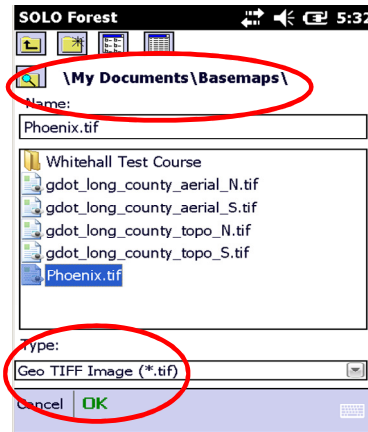 SOLO Forest 5:32
\My Documents\Basemaps\
Name:
Phoenix.tif
Whitehall Test Course
gdot_long_county_aerial_N.tif
gdot_long_county_aerial_S.tif
gdot_long_county_topo_N.tif
gdot_long_county_topo_S.tif
Phoenix.tif
Type:
Geo TIFF Image (*.tif)
Cancel OK